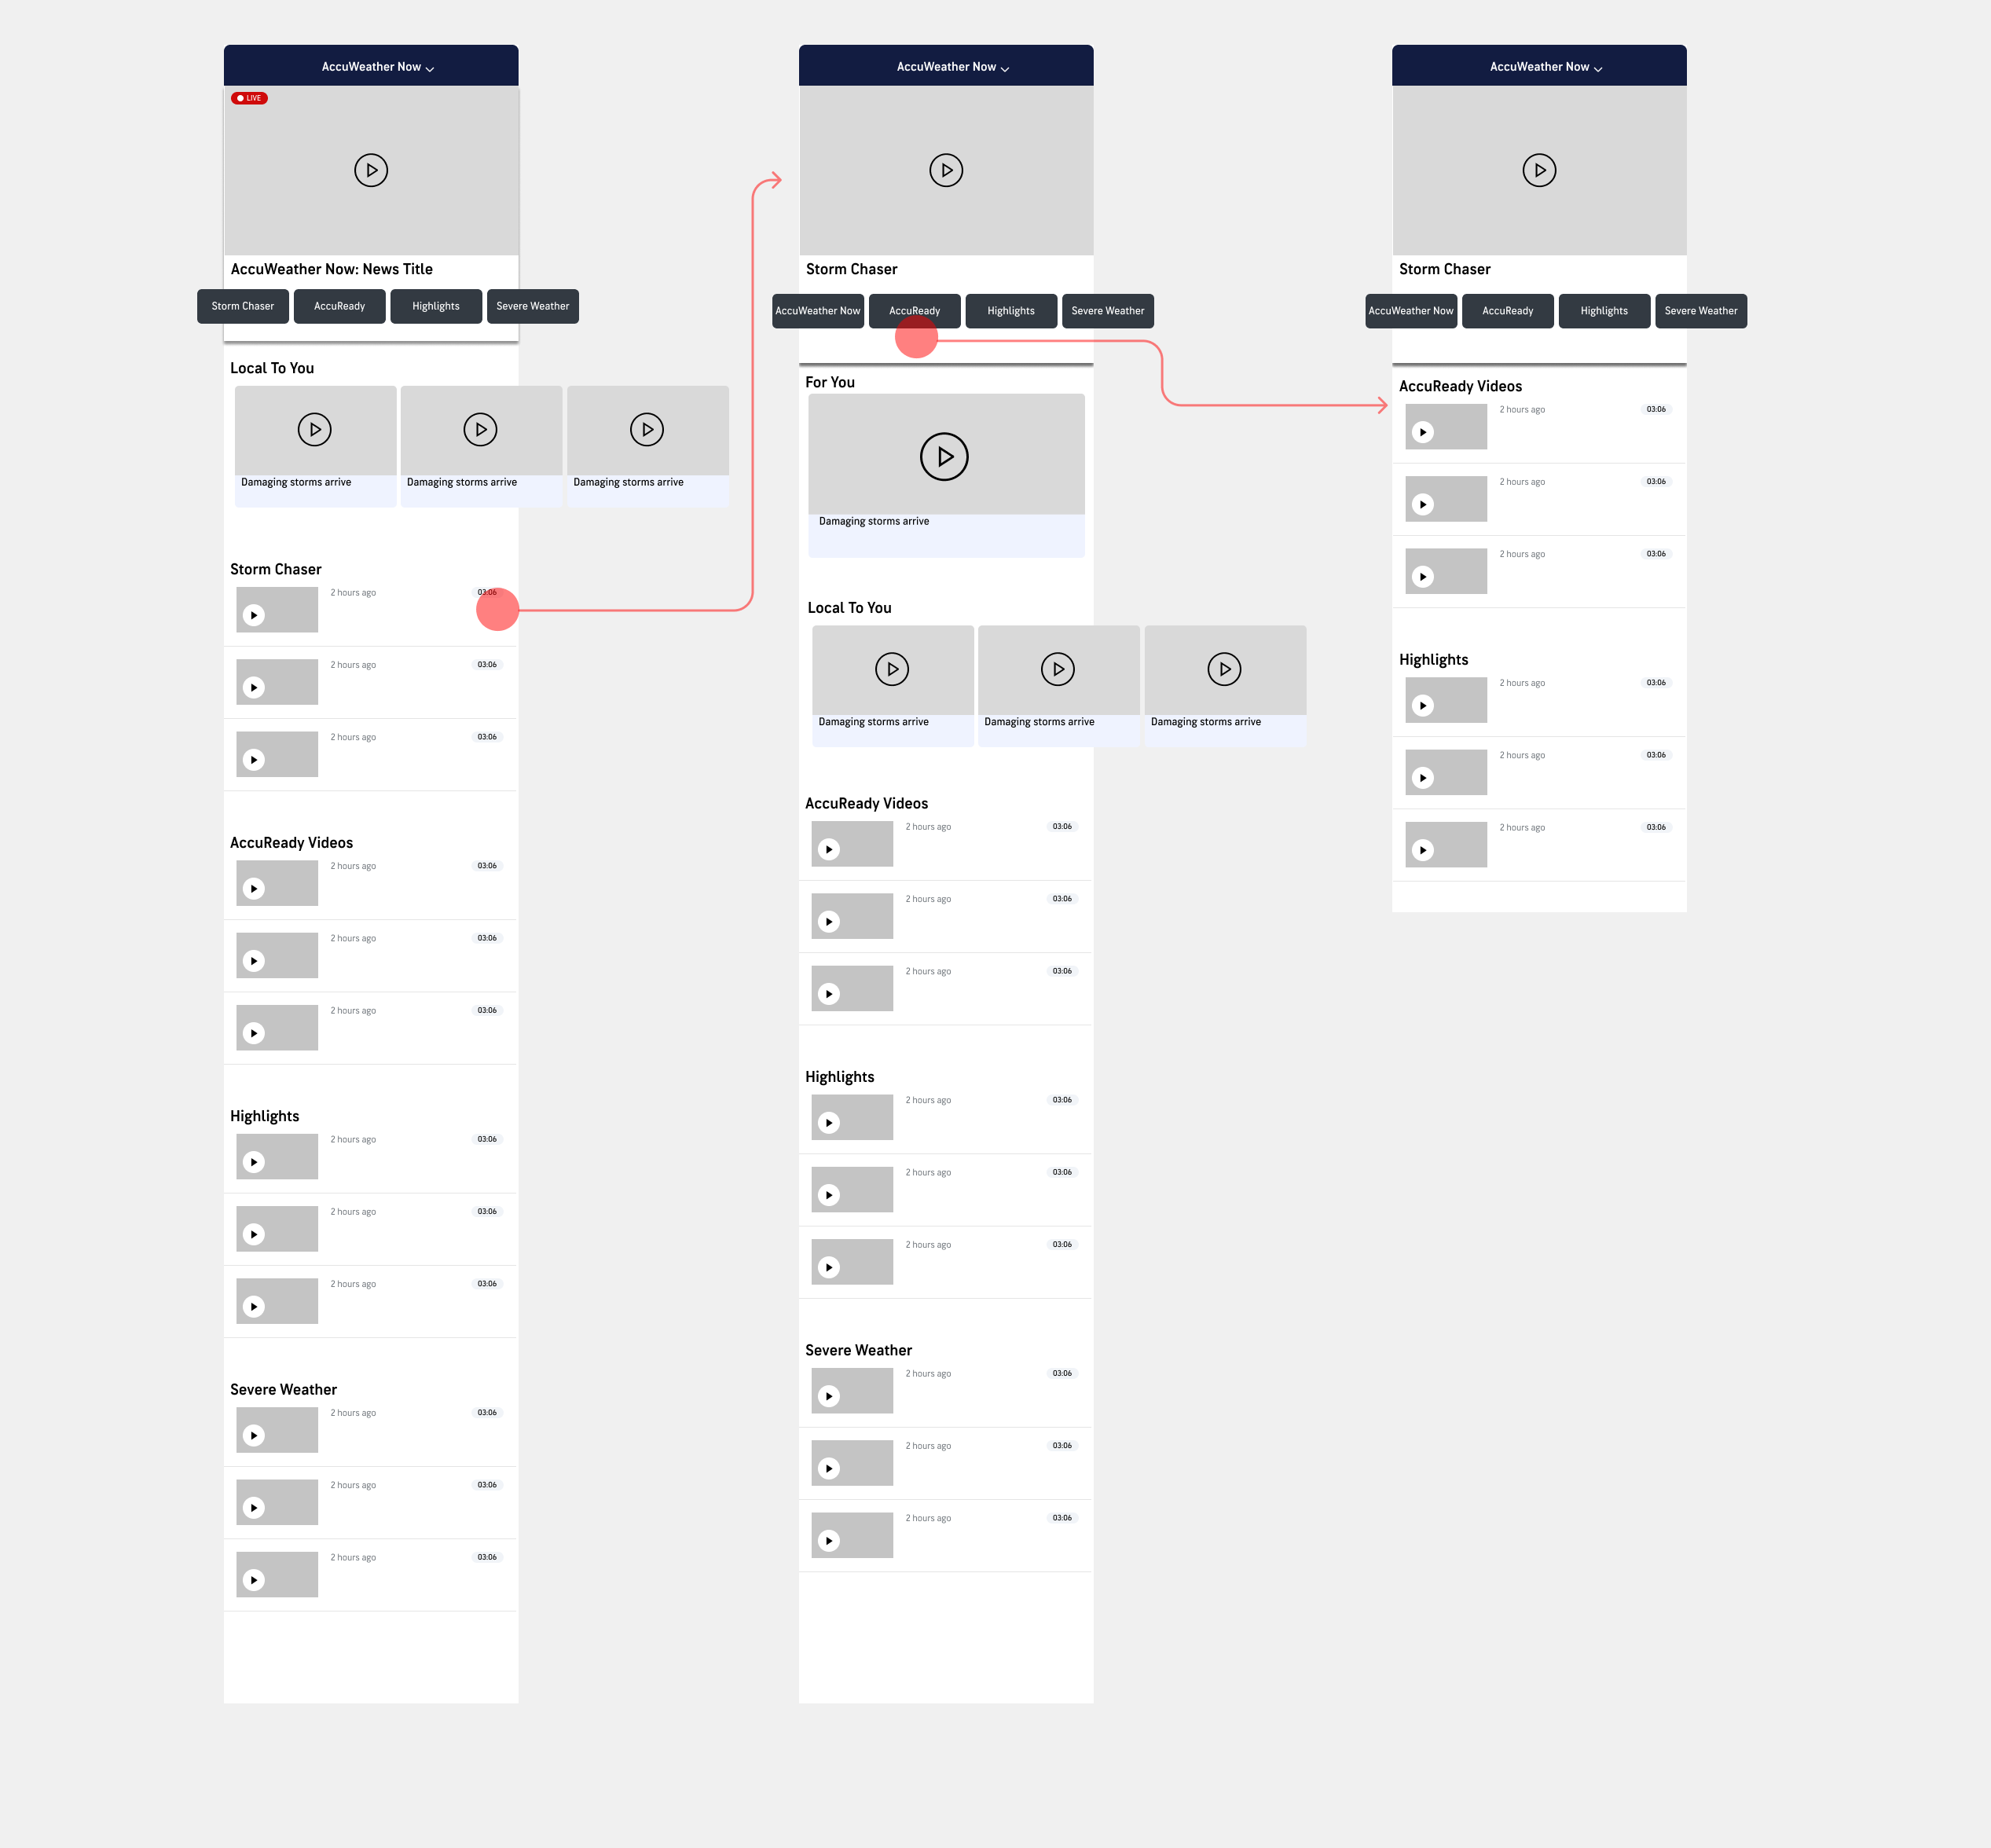 AccuWeather Now
LIVE
AccuWeather Now: News Title
Storm Chaser AccuReady Highlights Severe Weather
Local To You
Damaging storms arrive Damaging storms arrive Damaging storms arrive
Storm Chaser
2 hours ago 03:06
2 hours ago 03:06
2 hours ago 03:06
AccuReady Videos
2 hours ago 03:06
2 hours ago 03:06
2 hours ago 03:06
Highlights
2 hours ago 03:06
2 hours ago 03:06
2 hours ago 03:06
Severe Weather
2 hours ago 03:06
2 hours ago 03:06
2 hours ago 03:06
AccuWeather Now
Storm Chaser
AccuWeather Now AccuReady Highlights Severe Weather
For You
Damaging storms arrive
Local To You
Damaging storms arrive Damaging storms arrive Damaging storms arrive
AccuReady Videos
2 hours ago 03:06
2 hours ago 03:06
2 hours ago 03:06
Highlights
2 hours ago 03:06
2 hours ago 03:06
2 hours ago 03:06
Severe Weather
2 hours ago 03:06
2 hours ago 03:06
2 hours ago 03:06
AccuWeather Now
Storm Chaser
AccuWeather Now AccuReady Highlights Severe Weather
AccuReady Videos
2 hours ago 03:06
2 hours ago 03:06
2 hours ago 03:06
Highlights
2 hours ago 03:06
2 hours ago 03:06
2 hours ago 03:06